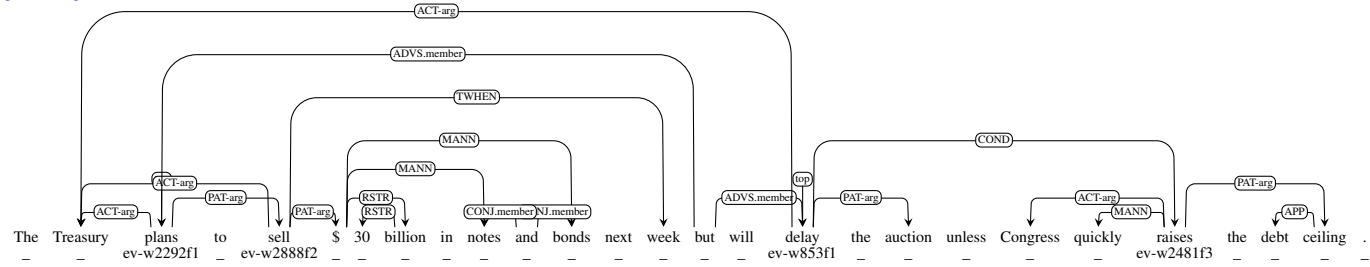 ACT-arg
ADVS.member
TWHEN
MANN COND
MANN
ACT-arg top PAT-arg
PAT-arg RSTR ADVS.member PAT-arg ACT-arg
ACT-arg PAT-arg RSTR CONJ.member NJ.member MANN APP
The Treasury plans to sell $ 30 billion in notes and bonds next week but will delay the auction unless Congress quickly raises the debt ceiling .
_ _ ev-w2292f1 _ ev-w2888f2 _ _ _ _ _ _ _ _ _ _ _ ev-w853f1 _ _ _ _ _ ev-w2481f3 _ _ _ _